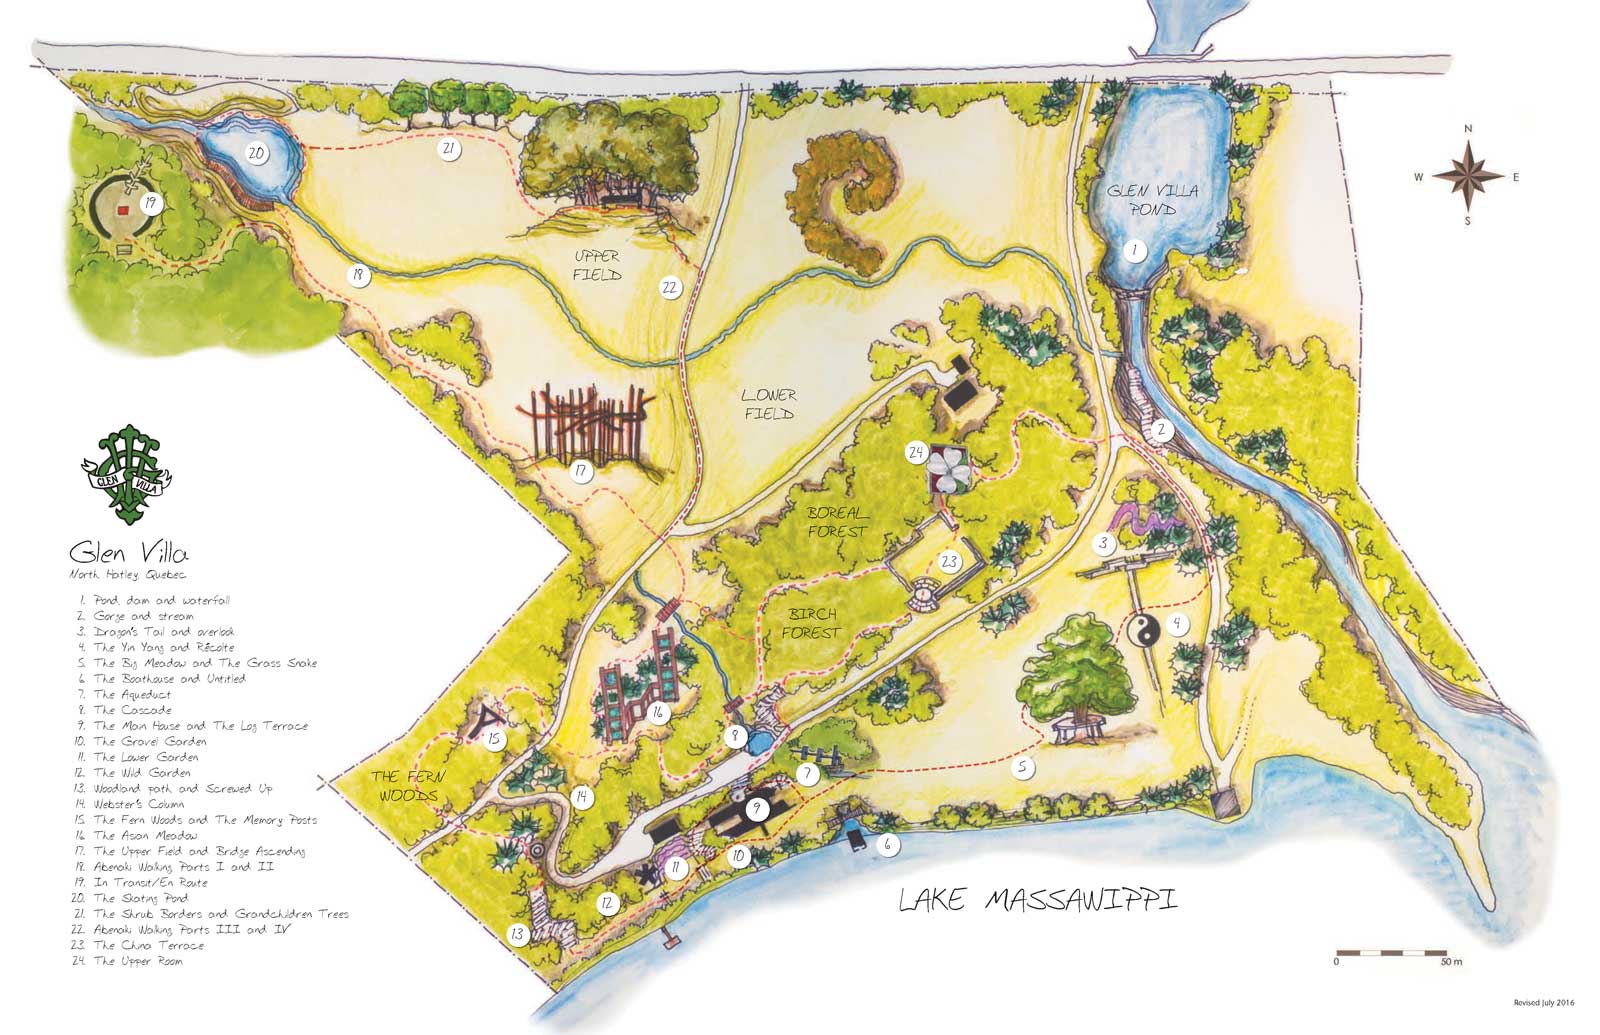 GLEN VILLA
POND
N
W
E
S
UPPER
FIELD
LOWER
FIELD
BOREAL
FOREST
BIRCH
FOREST
THE FERN
WOODS
LAKE MASSAWIPPI
1
2
3
4
5
6
7
8
9
10
11
12
13
14
15
16
17
18
19
20
21
22
23
24
GLEN VILLA
Glen Villa
North Hatley, Quebec
1. Pond, dam and waterfall
2. Gorge and stream
3. Dragon's Tail and overlook
4. The Yin Yang and Récolte
5. The Big Meadow and The Grass Snake
6. The Boathouse and Untitled
7. The Aqueduct
8. The Cascade
9. The Main House and The Log Terrace
10. The Gravel Garden
11. The Lower Garden
12. The Wild Garden
13. Woodland path and Screwed Up
14. Webster's Column
15. The Fern Woods and The Memory Posts
16. The Asian Meadow
17. The Upper Field and Bridge Ascending
18. Abenaki Walking Parts I and II
19. In Transit/En Route
20. The Skating Pond
21. The Shrub Borders and Grandchildren Trees
22. Abenaki Walking Parts III and IV
23. The China Terrace
24. The Upper Room
0
50 m
Revised July 2016